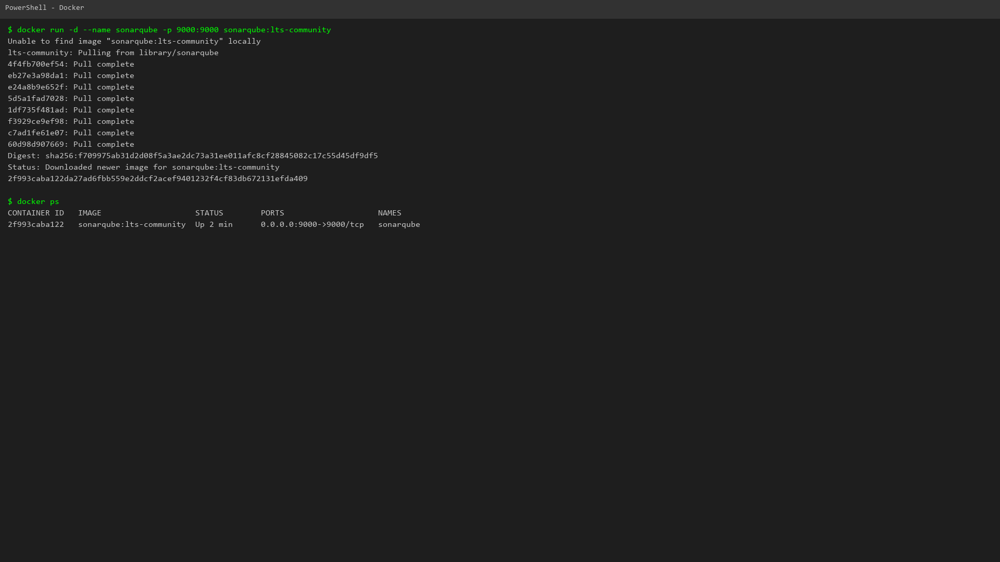 PowerShell - Docker
$ docker run -d --name sonarqube -p 9000:9000 sonarqube:lts-community
Unable to find image "sonarqube:lts-community" locally
lts-community: Pulling from library/sonarqube
4f4fb700ef54: Pull complete
eb27e3a98da1: Pull complete
e24a8b9e652f: Pull complete
5d5a1fad7028: Pull complete
1df735f481ad: Pull complete
f3929ce9ef98: Pull complete
c7ad1fe61e07: Pull complete
60d98d907669: Pull complete
Digest: sha256:f709975ab31d2d08f5a3ae2dc73a31ee011afc8cf28845082c17c55d45df9df5
Status: Downloaded newer image for sonarqube:lts-community
2f993caba122da27ad6fbb559e2ddcf2acef9401232f4cf83db672131efda409
$ docker ps
CONTAINER ID   IMAGE                    STATUS        PORTS                    NAMES
2f993caba122   sonarqube:lts-community  Up 2 min      0.0.0.0:9000->9000/tcp   sonarqube